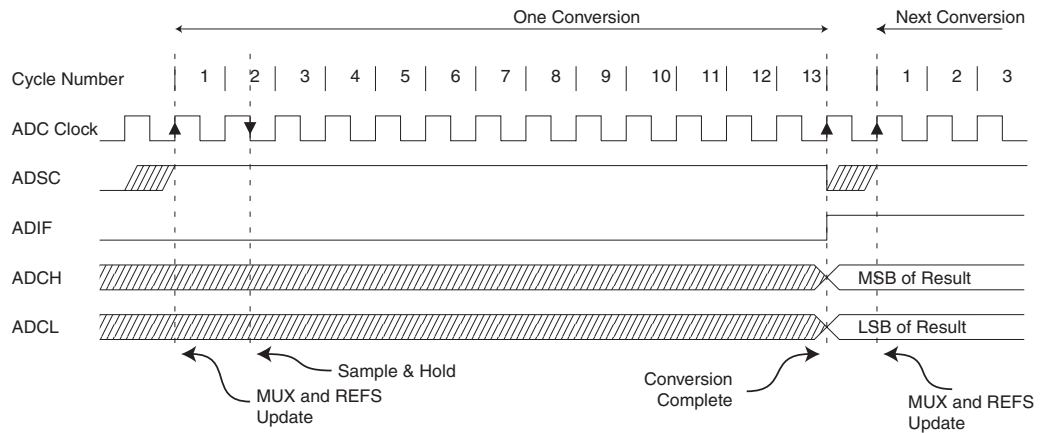 One Conversion
Next Conversion
Cycle Number 1 2 3 4 5 6 7 8 9 10 11 12 13 1 2 3
ADC Clock
ADSC
ADIF
ADCH
MSB of Result
ADCL
LSB of Result
Sample & Hold
MUX and REFS
Update
Conversion
Complete
MUX and REFS
Update